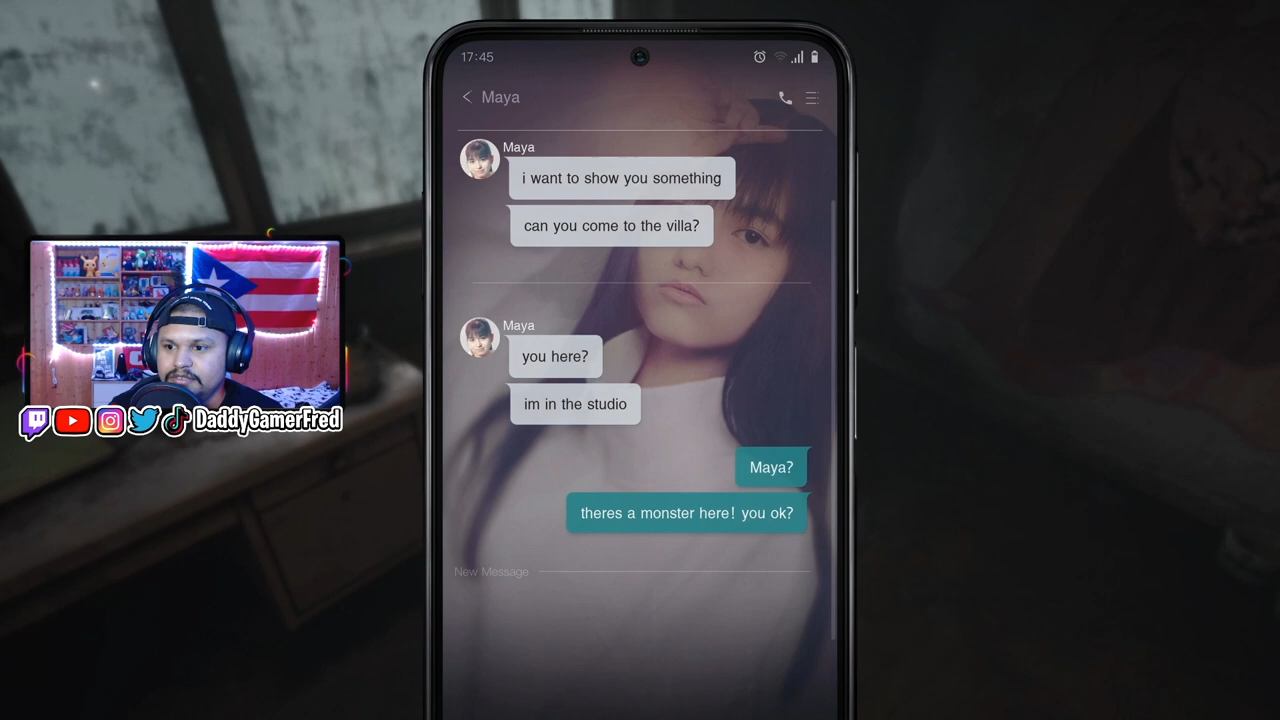 17:45
Maya
Maya
i want to show you something
can you come to the villa?
Maya
you here?
im in the studio
Maya?
theres a monster here! you ok?
New Message
DaddyGamerFred